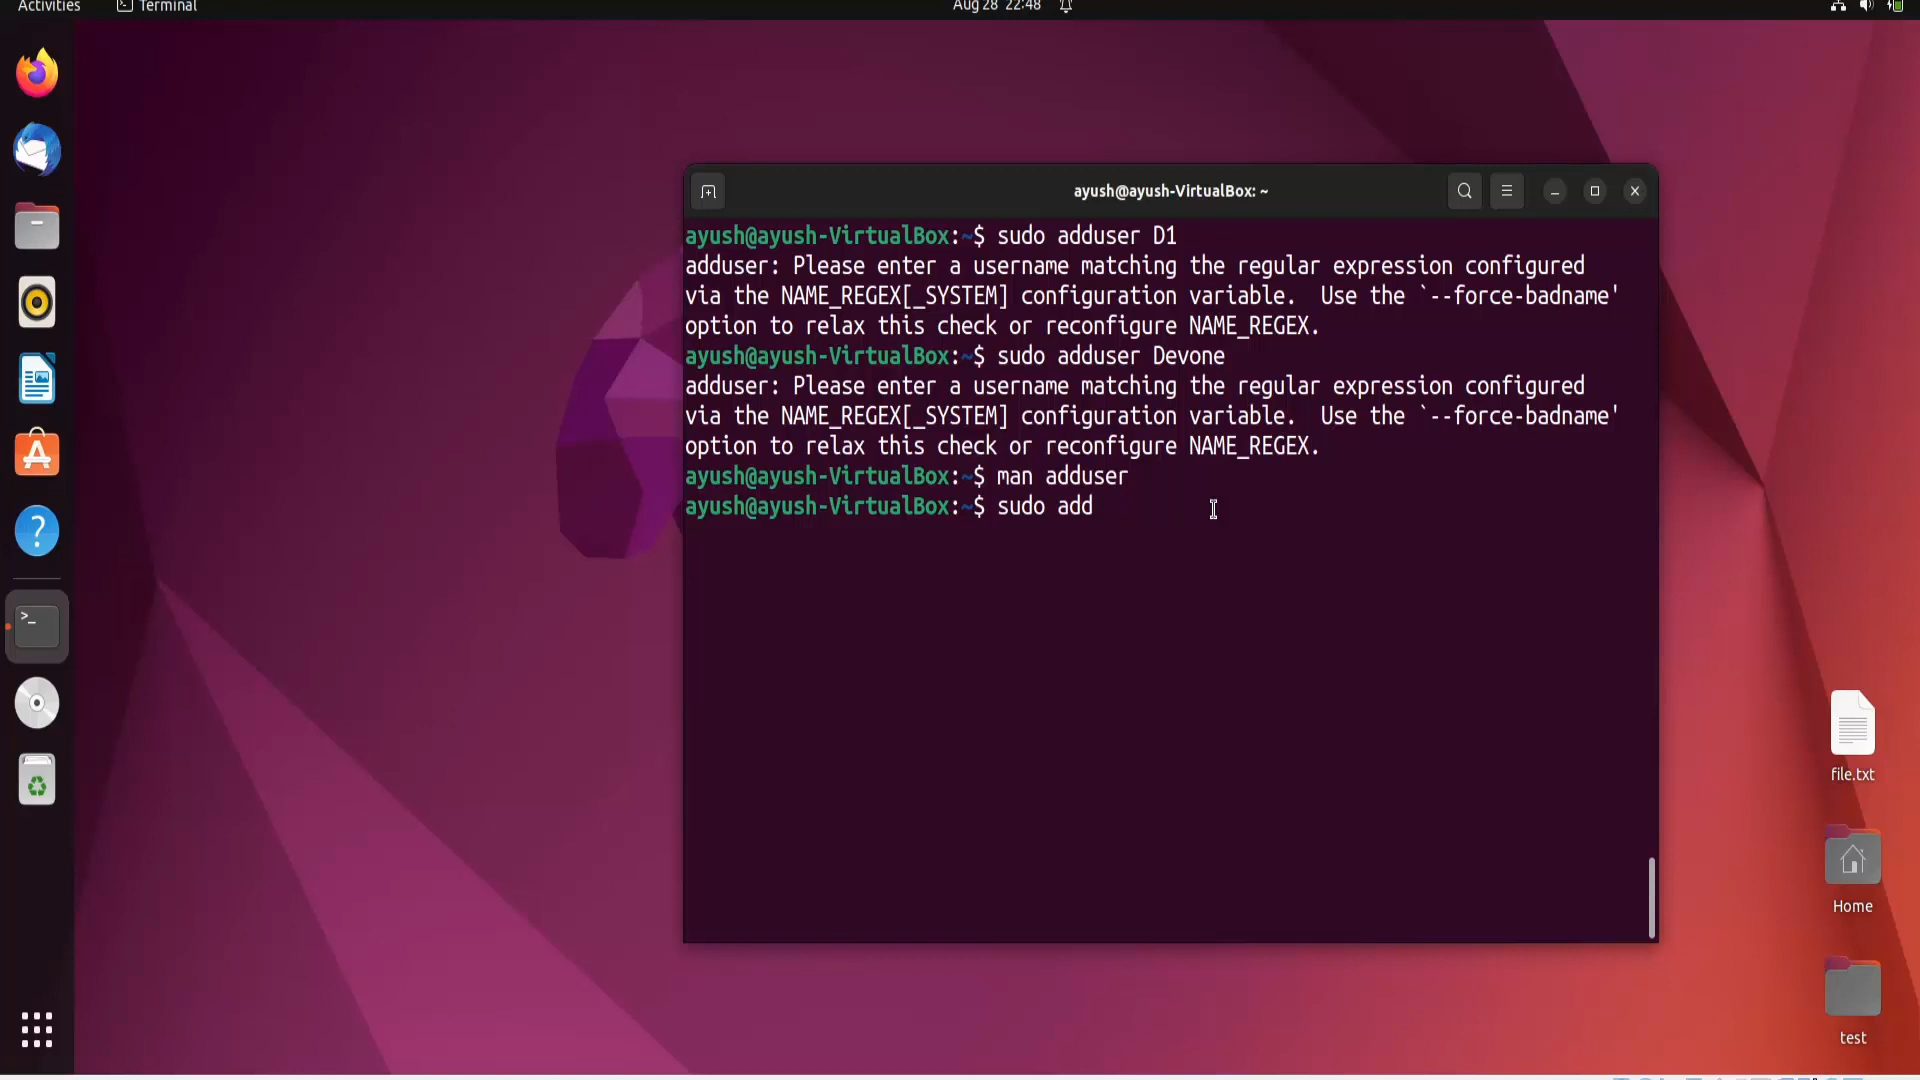 Activities Terminal Aug 28 22:48
ayush@ayush-VirtualBox: ~
ayush@ayush-VirtualBox:~$ sudo adduser D1
adduser: Please enter a username matching the regular expression configured
via the NAME_REGEX[_SYSTEM] configuration variable.  Use the `--force-badname'
option to relax this check or reconfigure NAME_REGEX.
ayush@ayush-VirtualBox:~$ sudo adduser Devone
adduser: Please enter a username matching the regular expression configured
via the NAME_REGEX[_SYSTEM] configuration variable.  Use the `--force-badname'
option to relax this check or reconfigure NAME_REGEX.
ayush@ayush-VirtualBox:~$ man adduser
ayush@ayush-VirtualBox:~$ sudo add
file.txt
Home
test